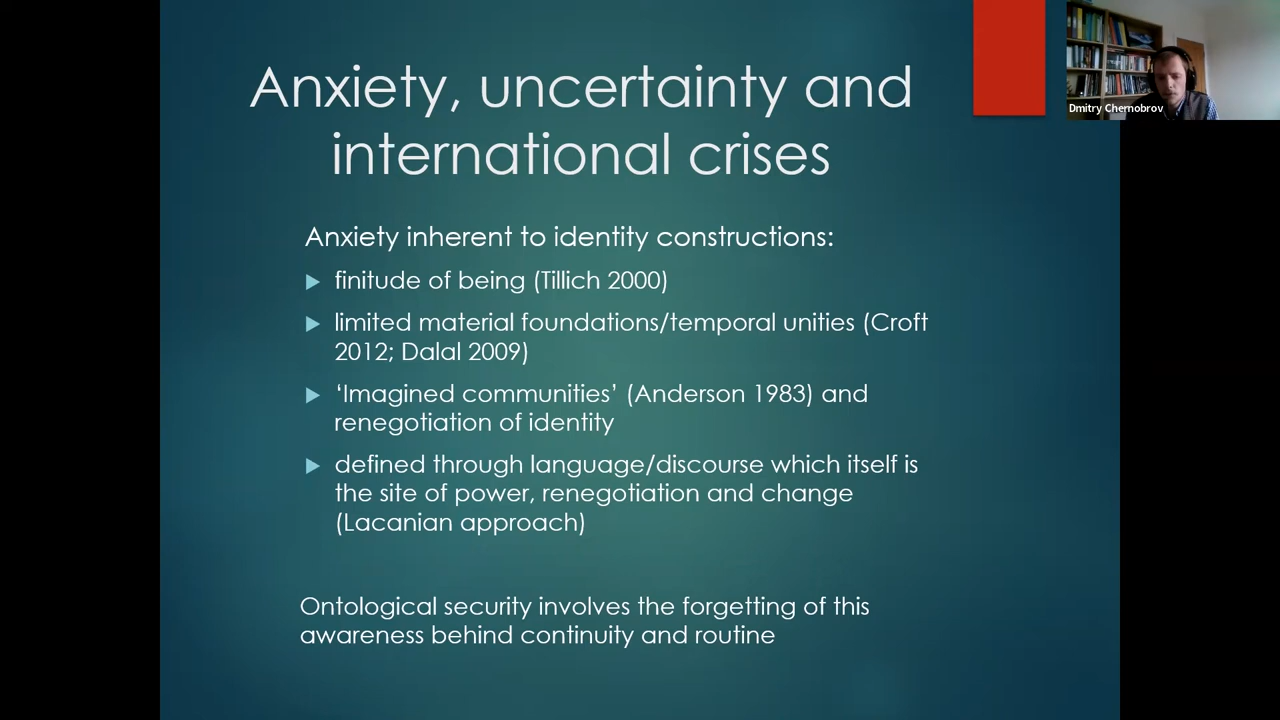 Anxiety, uncertainty and
international crises
Dmitry Chernobrov
Anxiety inherent to identity constructions:
finitude of being (Tillich 2000)
limited material foundations/temporal unities (Croft
2012; Dalal 2009)
‘Imagined communities’ (Anderson 1983) and
renegotiation of identity
defined through language/discourse which itself is
the site of power, renegotiation and change
(Lacanian approach)
Ontological security involves the forgetting of this
awareness behind continuity and routine